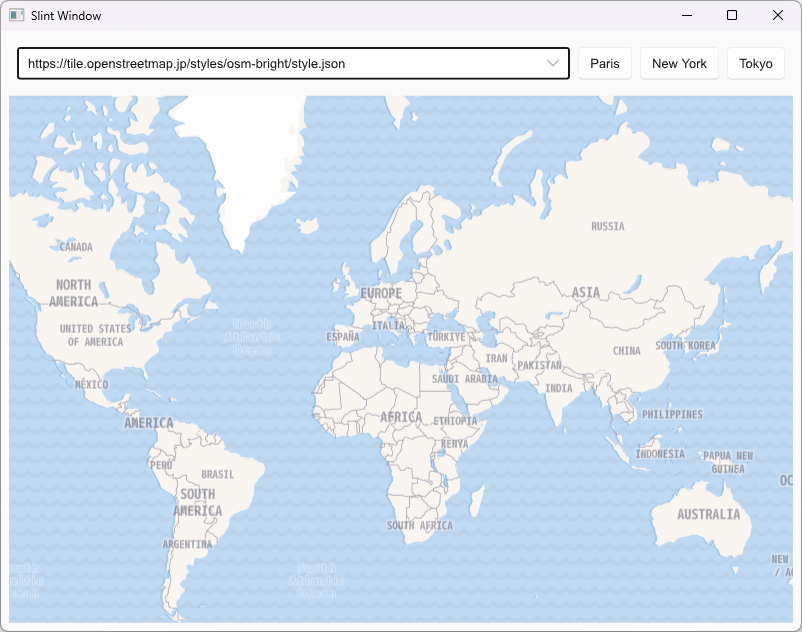 Slint Window
https://tile.openstreetmap.jp/styles/osm-bright/style.json
Paris
New York
Tokyo
RUSSIA
CANADA
NORTH
AMERICA
EUROPE
ASIA
North
Atlantic
Ocean
UNITED STATES
OF AMERICA
ITALIA
ESPAÑA
TÜRKIYE
SOUTH KOREA
CHINA
IRAN
PAKISTAN
MÉXICO
SAUDI ARABIA
INDIA
AFRICA
ETHIOPIA
PHILIPPINES
AMERICA
KENYA
INDONESIA
PAPUA NEW
GUINEA
PERÚ
BRASIL
SOUTH
AMERICA
AUSTRALIA
SOUTH AFRICA
ARGENTINA
NEW
South
Atlantic
Ocean